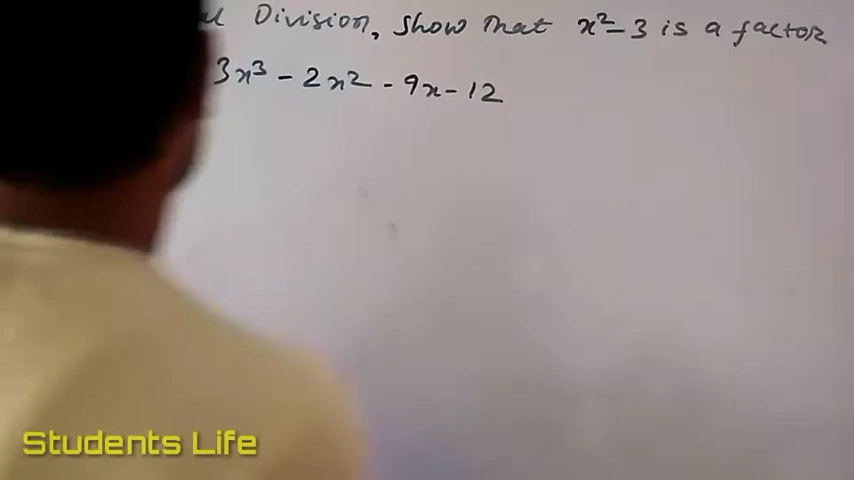 Division, show that x² - 3 is a factor
3x³ - 2x² - 9x - 12
Students Life